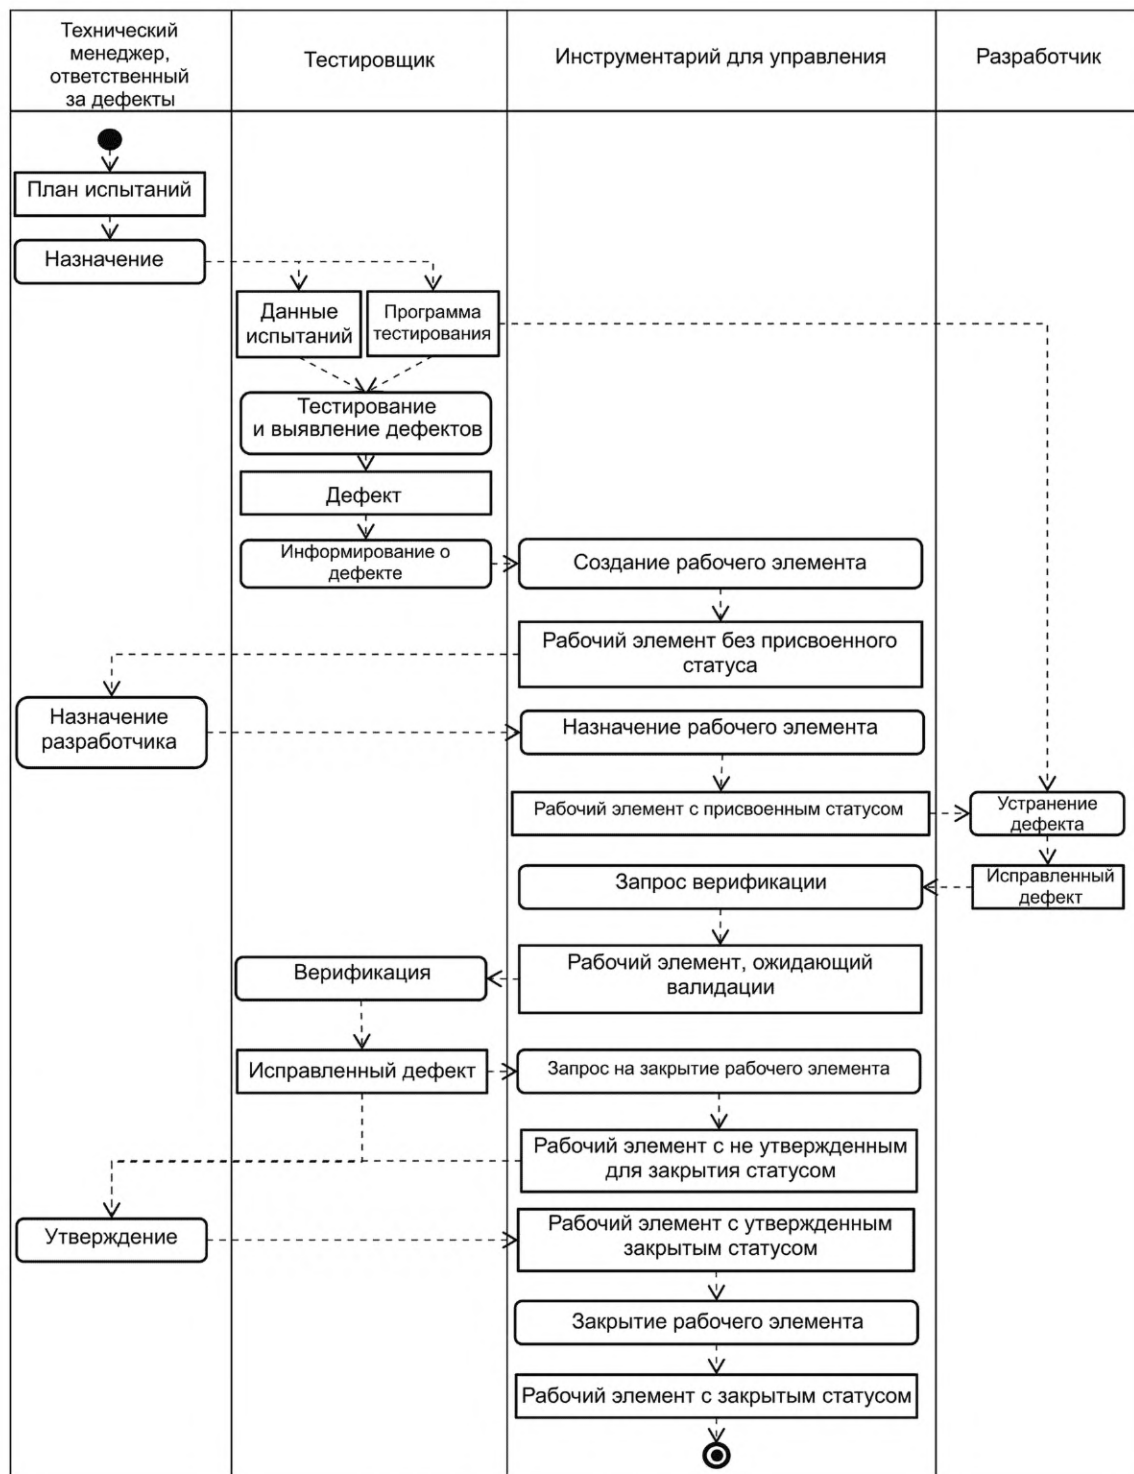 Технический
менеджер,
ответственный
за дефекты
Тестировщик
Инструментарий для управления
Разработчик
План испытаний
Назначение
Данные
испытаний
Программа
тестирования
Тестирование
и выявление дефектов
Дефект
Информирование о
дефекте
Создание рабочего элемента
Рабочий элемент без присвоенного
статуса
Назначение
разработчика
Назначение рабочего элемента
Рабочий элемент с присвоенным статусом
Устранение
дефекта
Исправленный
дефект
Запрос верификации
Рабочий элемент, ожидающий
валидации
Верификация
Исправленный дефект
Запрос на закрытие рабочего элемента
Рабочий элемент с не утвержденным
для закрытия статусом
Утверждение
Рабочий элемент с утвержденным
закрытым статусом
Закрытие рабочего элемента
Рабочий элемент с закрытым статусом